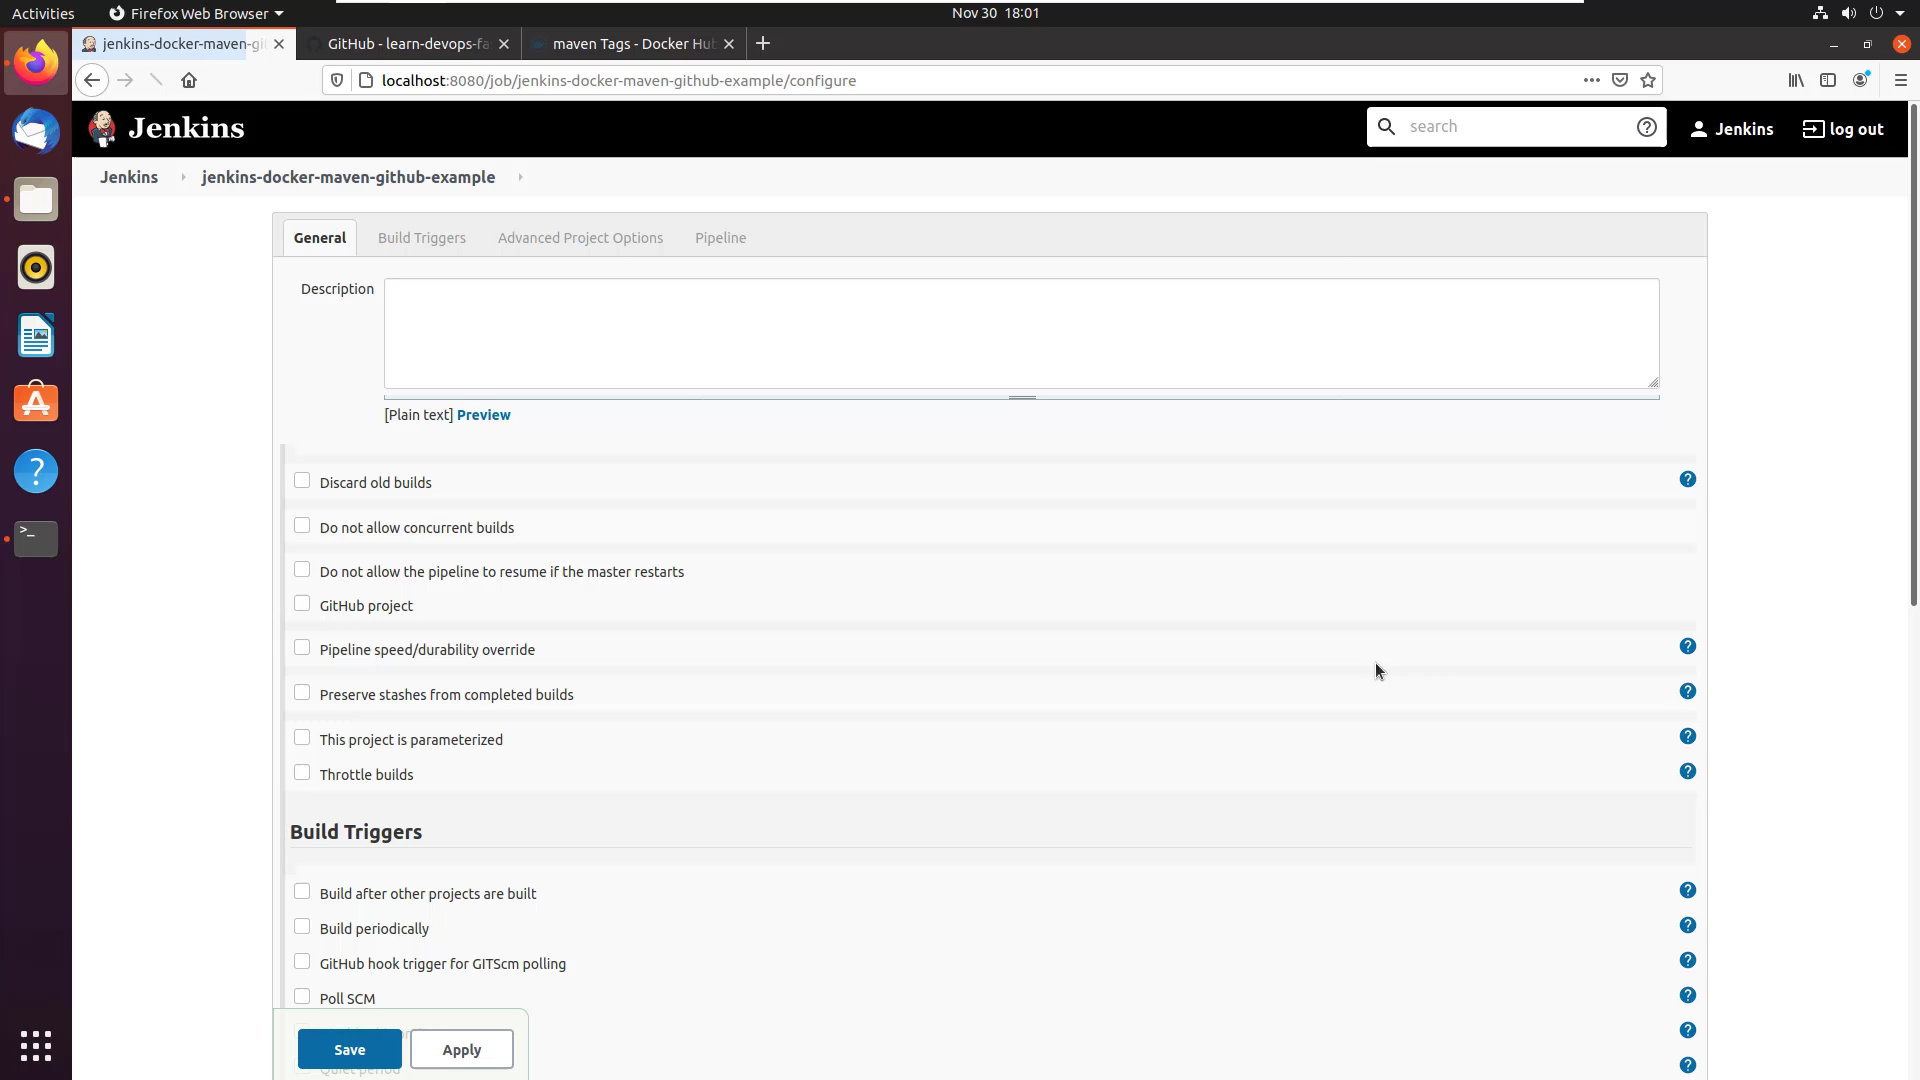 Activities
Firefox Web Browser
Nov 30 18:01
jenkins-docker-maven-gi
GitHub - learn-devops-fa
maven Tags - Docker Hu
localhost:8080/job/jenkins-docker-maven-github-example/configure
Jenkins
search
Jenkins
log out
Jenkins
jenkins-docker-maven-github-example
General
Build Triggers
Advanced Project Options
Pipeline
Description
[Plain text] Preview
Discard old builds
Do not allow concurrent builds
Do not allow the pipeline to resume if the master restarts
GitHub project
Pipeline speed/durability override
Preserve stashes from completed builds
This project is parameterized
Throttle builds
Build Triggers
Build after other projects are built
Build periodically
GitHub hook trigger for GITScm polling
Poll SCM
Save
Apply
Quiet period